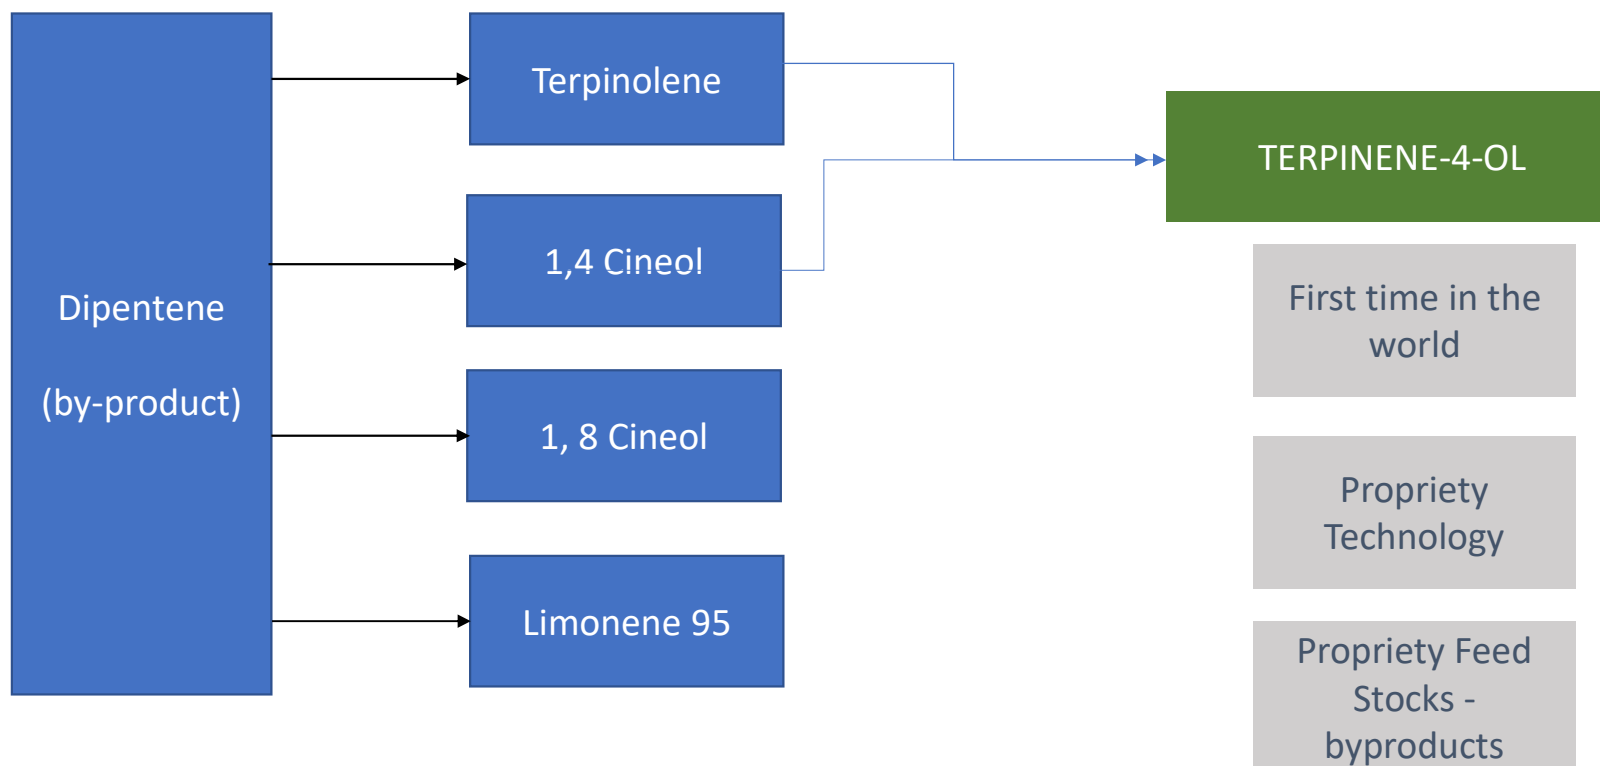 Dipentene
(by-product)
Terpinolene
1,4 Cineol
1, 8 Cineol
Limonene 95
TERPINENE-4-OL
First time in the
world
Propriety
Technology
Propriety Feed
Stocks -
byproducts